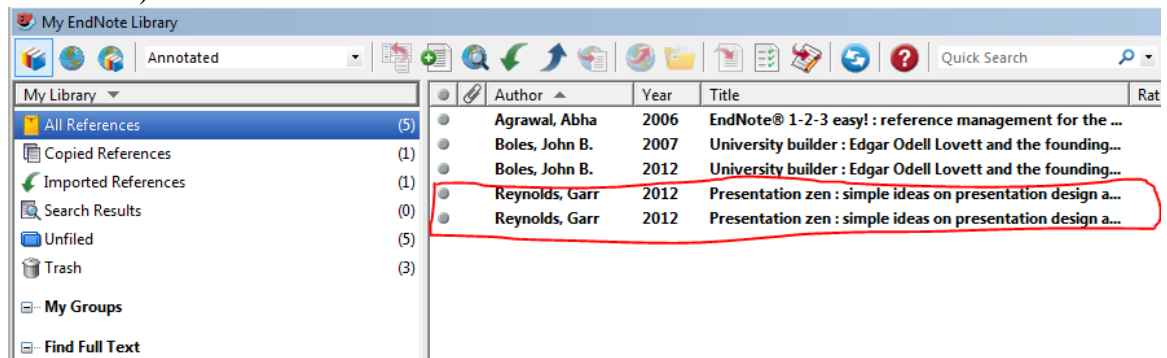 My EndNote Library
Annotated
Quick Search
My Library
Author Year Title Rat
All References (5)
Copied References (1)
Imported References (1)
Search Results (0)
Unfiled (5)
Trash (3)
My Groups
Find Full Text
Agrawal, Abha 2006 EndNote® 1-2-3 easy! : reference management for the ...
Boles, John B. 2007 University builder : Edgar Odell Lovett and the founding...
Boles, John B. 2012 University builder : Edgar Odell Lovett and the founding...
Reynolds, Garr 2012 Presentation zen : simple ideas on presentation design a...
Reynolds, Garr 2012 Presentation zen : simple ideas on presentation design a...